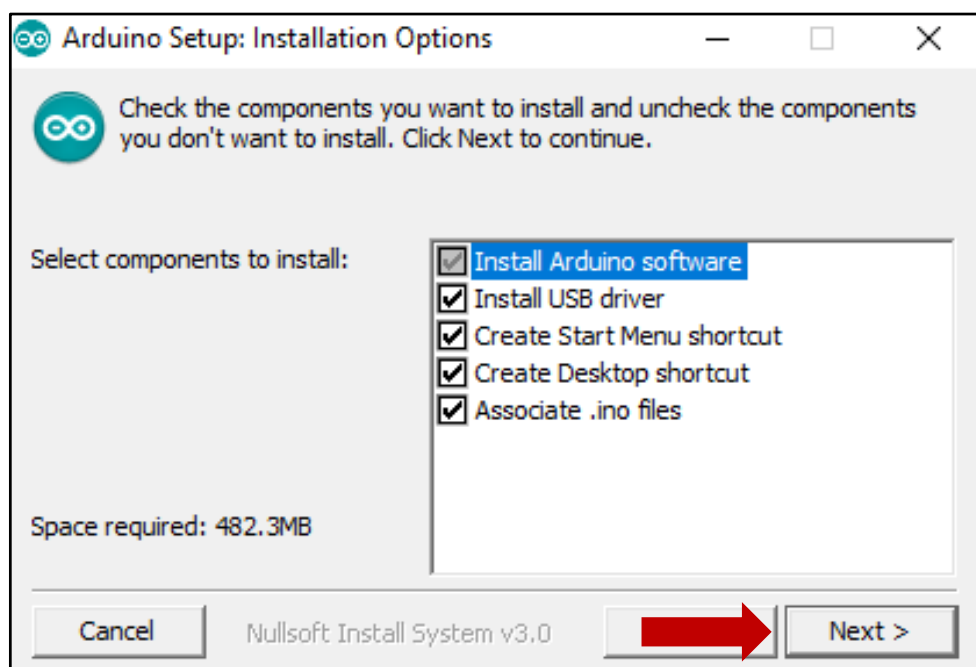 Arduino Setup: Installation Options
Check the components you want to install and uncheck the components
you don't want to install. Click Next to continue.
Select components to install:
Install Arduino software
Install USB driver
Create Start Menu shortcut
Create Desktop shortcut
Associate .ino files
Space required: 482.3MB
Cancel
Nullsoft Install System v3.0
Next >